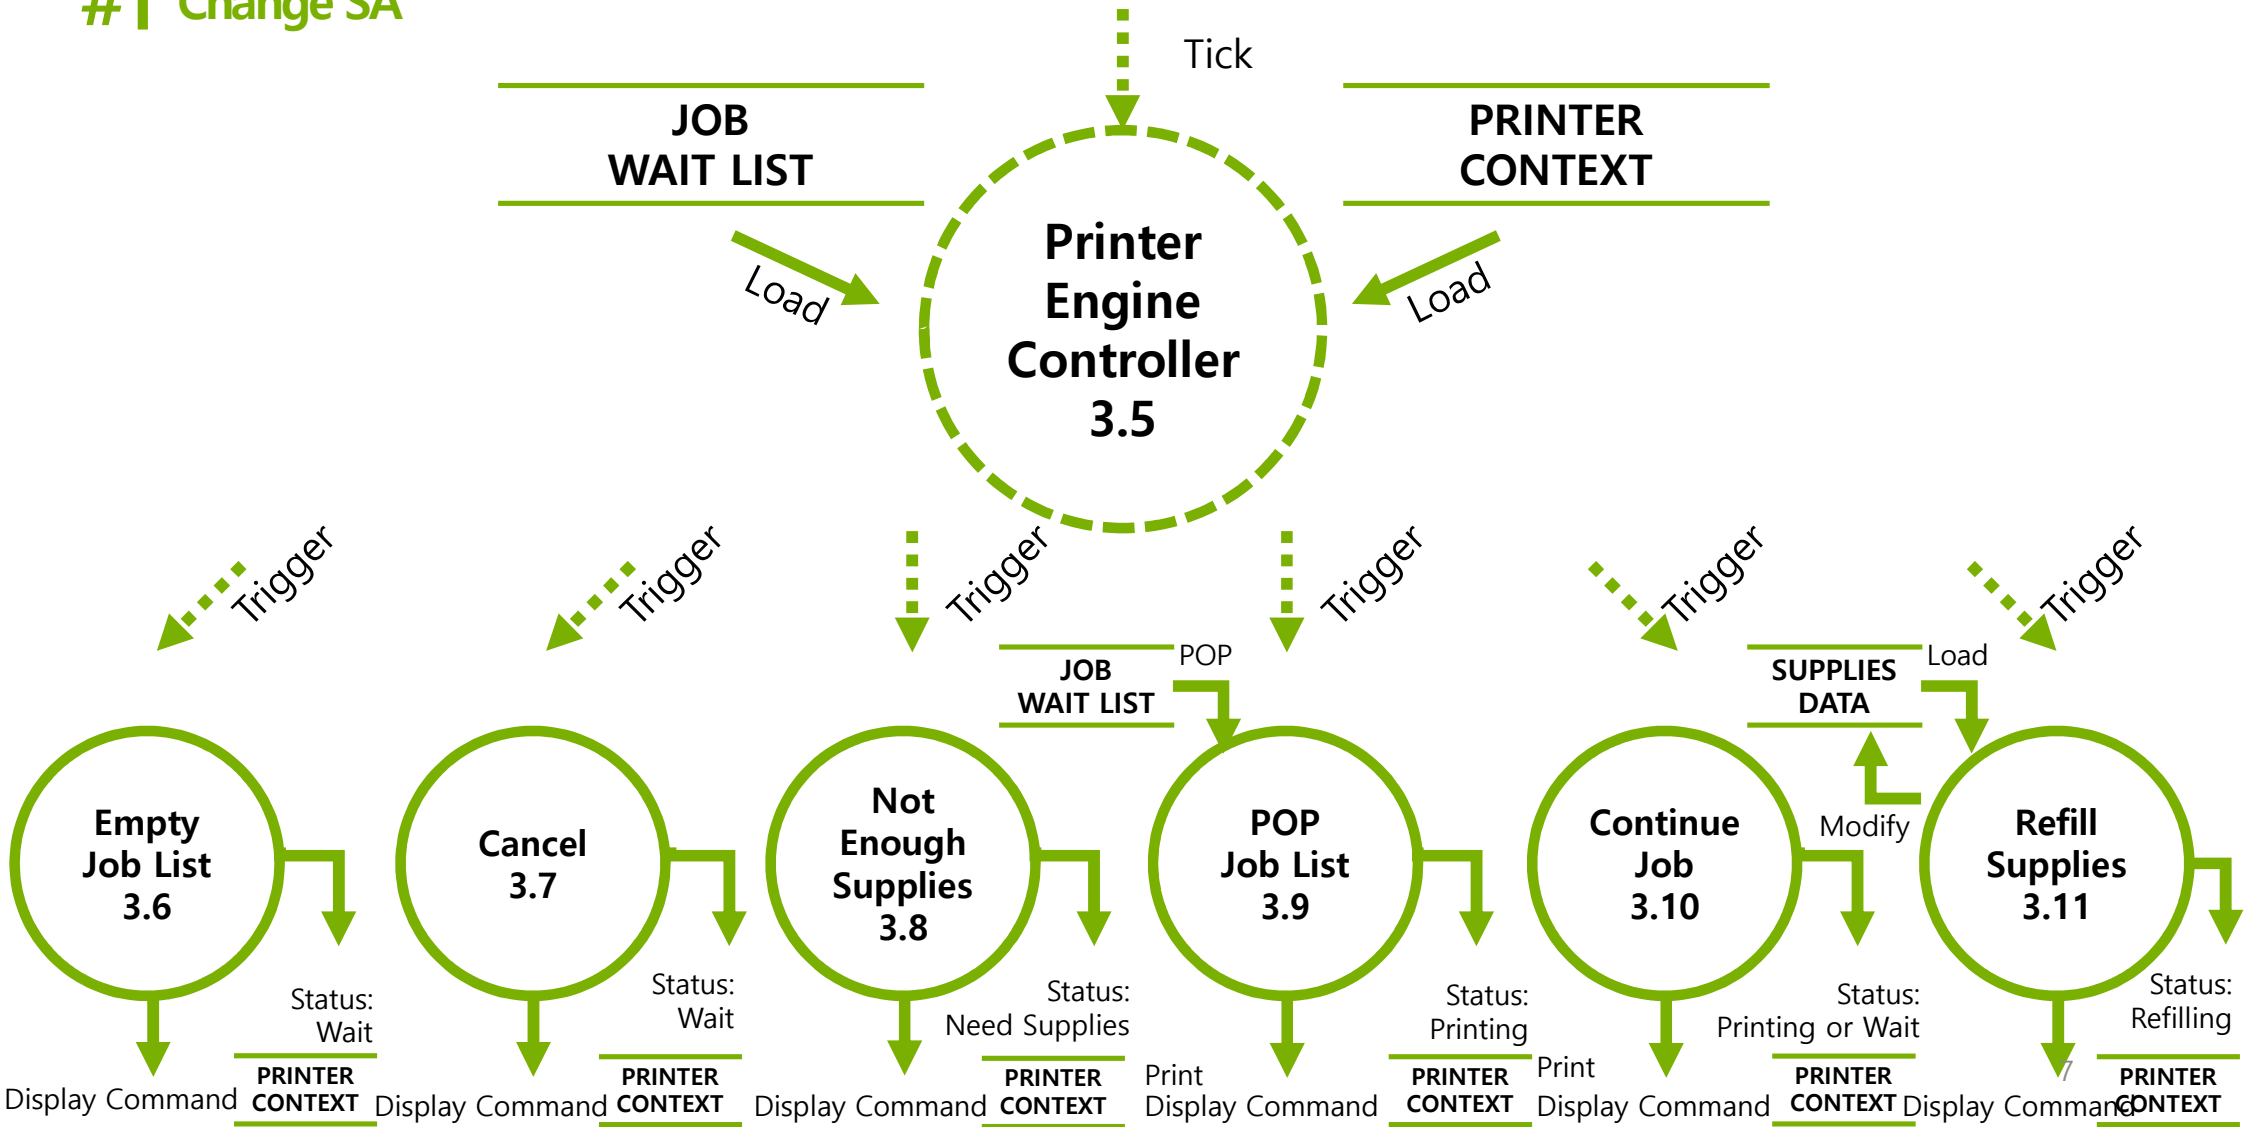 #1 Change SA
Tick
JOB
WAIT LIST
PRINTER
CONTEXT
Load
Load
Printer
Engine
Controller
3.5
Trigger
Trigger
Trigger
Trigger
Trigger
Trigger
JOB
WAIT LIST
POP
SUPPLIES
DATA
Load
Modify
Empty
Job List
3.6
Cancel
3.7
Not
Enough
Supplies
3.8
POP
Job List
3.9
Continue
Job
3.10
Refill
Supplies
3.11
Status:
Wait
Status:
Wait
Status:
Need Supplies
Status:
Printing
Status:
Printing or Wait
Status:
Refilling
Display Command
PRINTER
CONTEXT
Display Command
PRINTER
CONTEXT
Display Command
PRINTER
CONTEXT
Print
Display Command
PRINTER
CONTEXT
Print
Display Command
PRINTER
CONTEXT
7
Display Command
PRINTER
CONTEXT